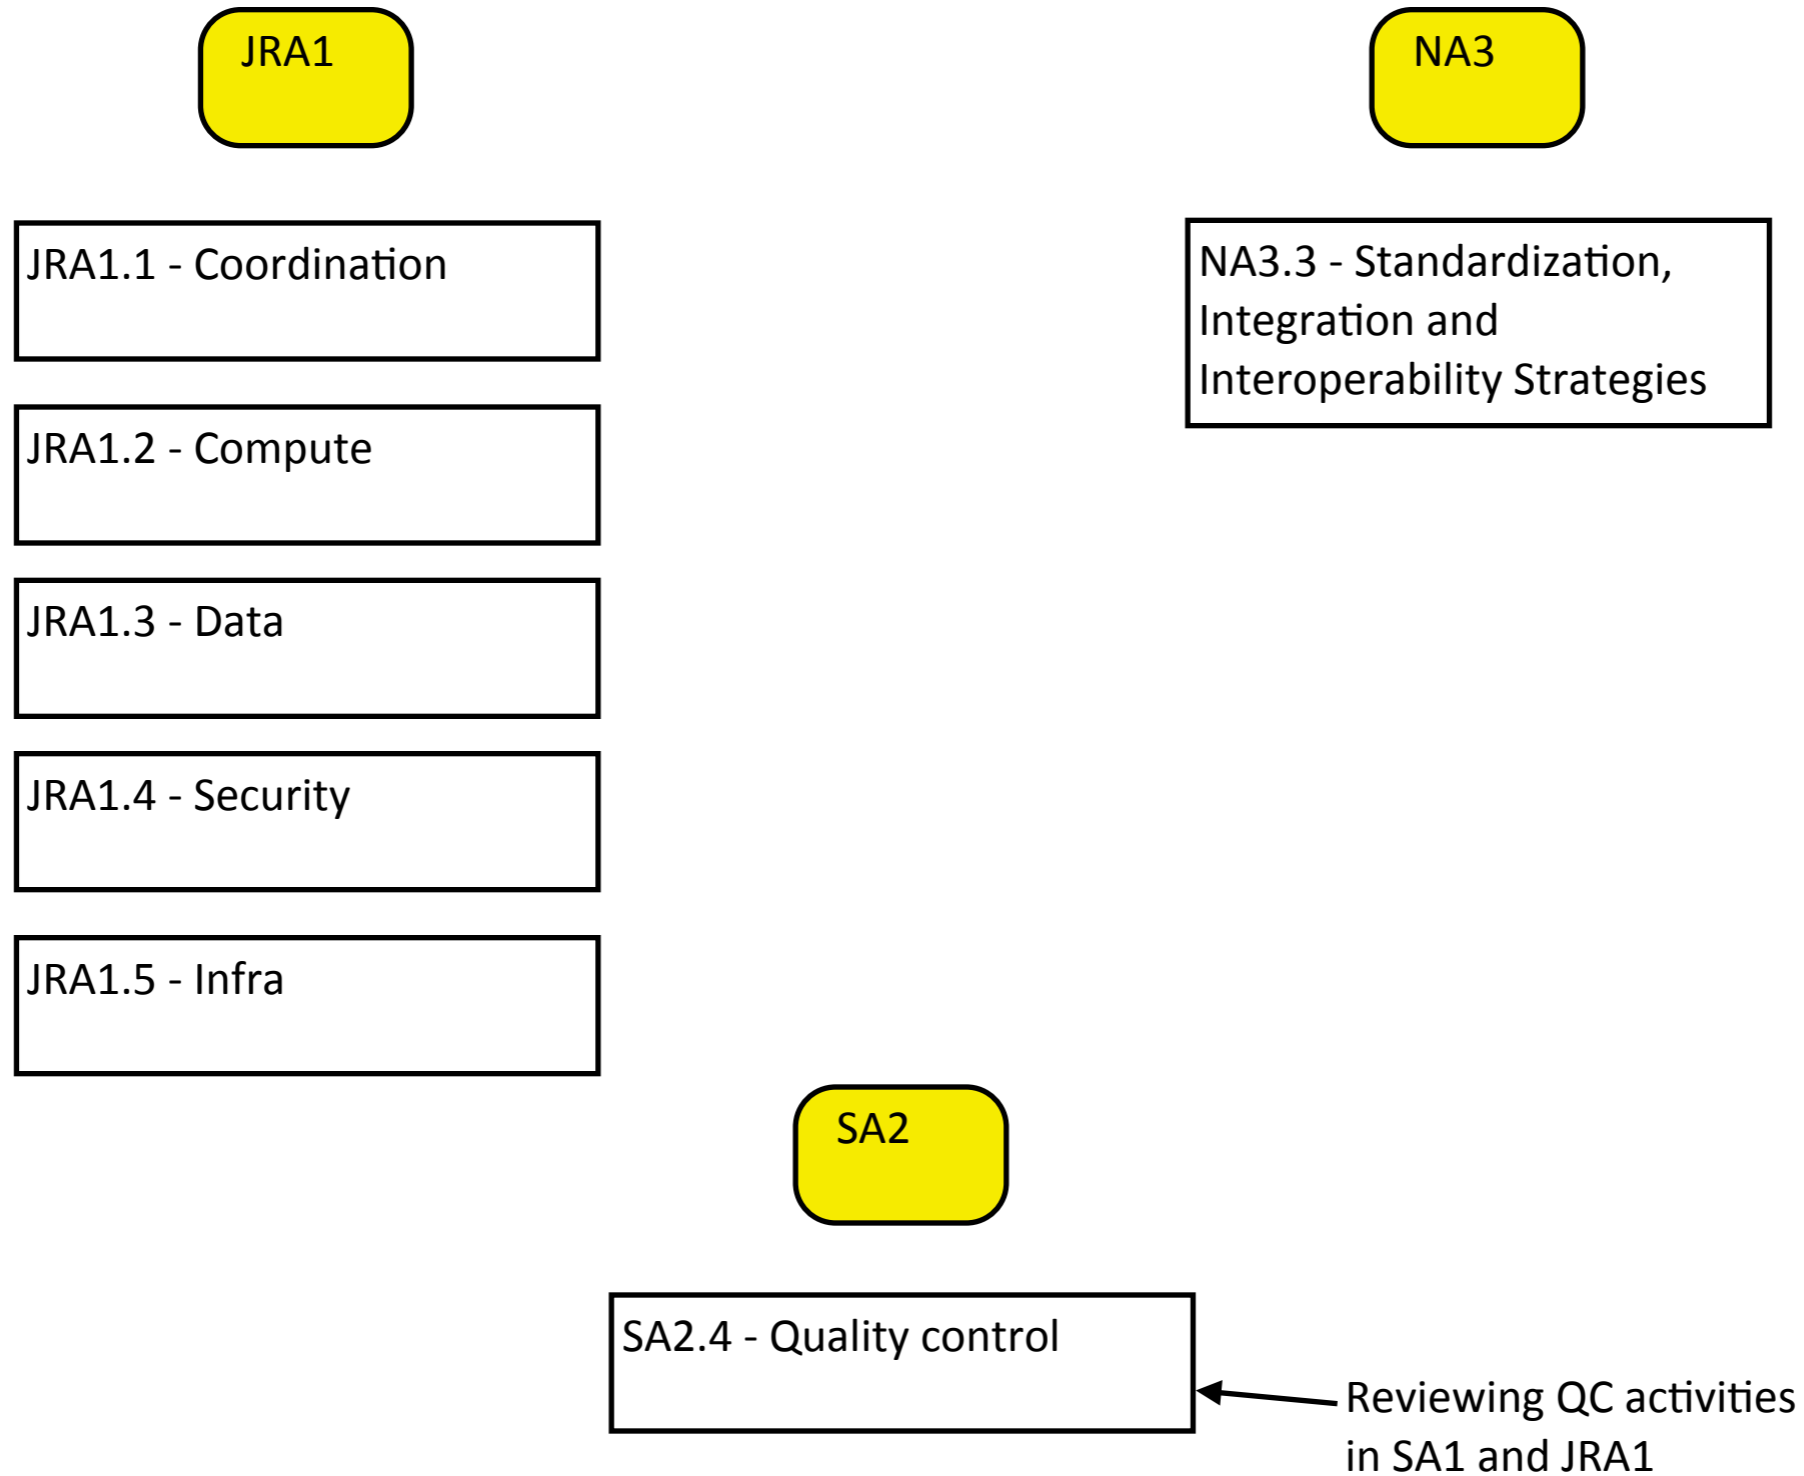 JRA1
NA3
JRA1.1 - Coordination
NA3.3 - Standardization,
Integration and
Interoperability Strategies
JRA1.2 - Compute
JRA1.3 - Data
JRA1.4 - Security
JRA1.5 - Infra
SA2
SA2.4 - Quality control
Reviewing QC activities
in SA1 and JRA1